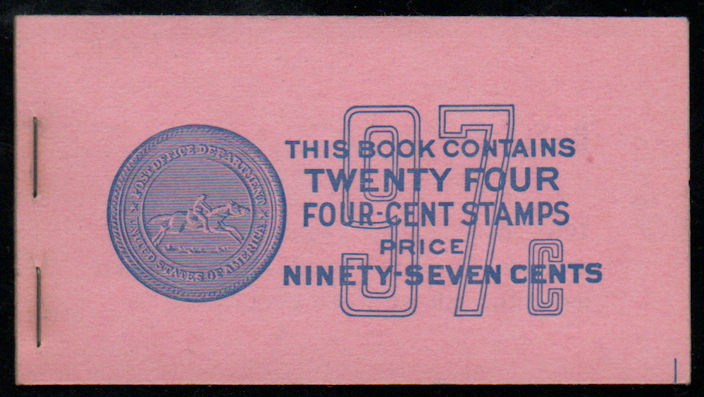 POST OFFICE DEPARTMENT
UNITED STATES OF AMERICA
97c
THIS BOOK CONTAINS
TWENTY FOUR
FOUR-CENT STAMPS
PRICE
NINETY-SEVEN CENTS